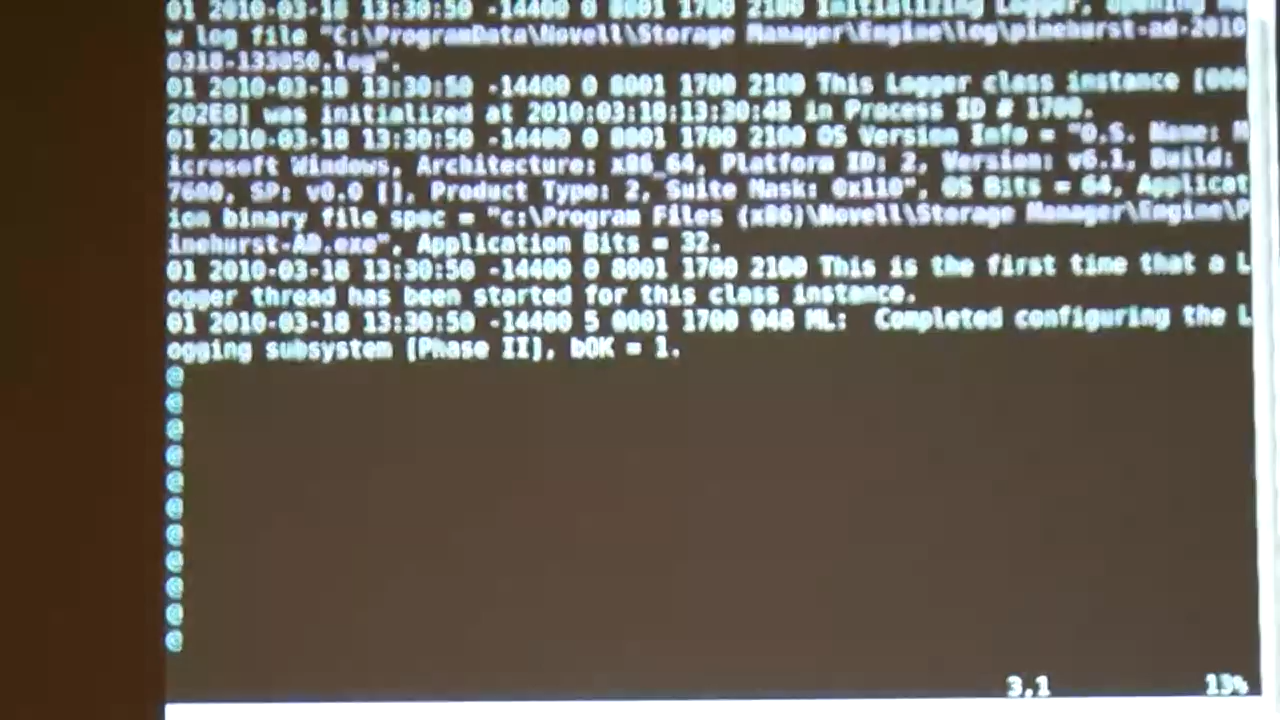 01 2010-03-18 13:30:50 -14400 0 8001 1700 2100 Initializing Logger, opening
w log file "C:\ProgramData\Novell\Storage Manager\Engine\log\pinehurst-ad-2010
0318-133050.log".
01 2010-03-18 13:30:50 -14400 0 8001 1700 2100 This Logger class instance [006
202E8] was initialized at 2010:03:18:13:30:48 in Process ID # 1700.
01 2010-03-18 13:30:50 -14400 0 8001 1700 2100 OS Version Info = "O.S. Name: M
icrosoft Windows, Architecture: x86_64, Platform ID: 2, Version: v6.1, Build:
7600, SP: v0.0 [], Product Type: 2, Suite Mask: 0x110", OS Bits = 64, Applicat
ion binary file spec = "c:\Program Files (x86)\Novell\Storage Manager\Engine\P
inehurst-AD.exe", Application Bits = 32.
01 2010-03-18 13:30:50 -14400 0 8001 1700 2100 This is the first time that a L
ogger thread has been started for this class instance.
01 2010-03-18 13:30:50 -14400 5 0001 1700 948 ML:  Completed configuring the L
ogging subsystem [Phase II], bOK = 1.
@
@
@
@
@
@
@
@
@
@
@
3,1 13%